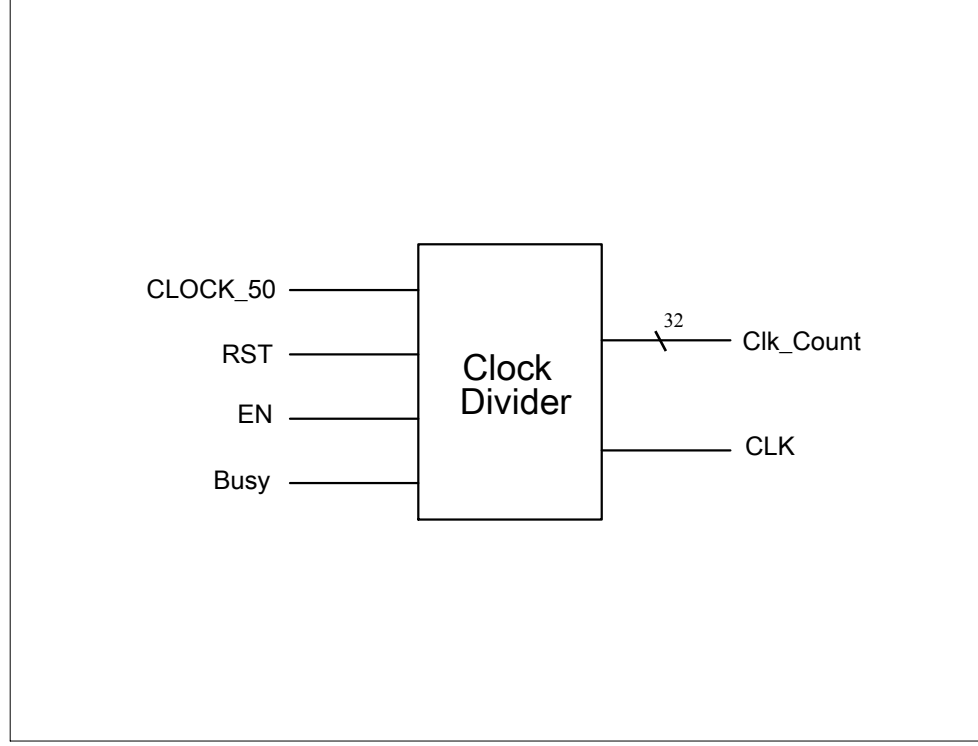 CLOCK_50
RST
EN
Busy
Clock
Divider
32
Clk_Count
CLK